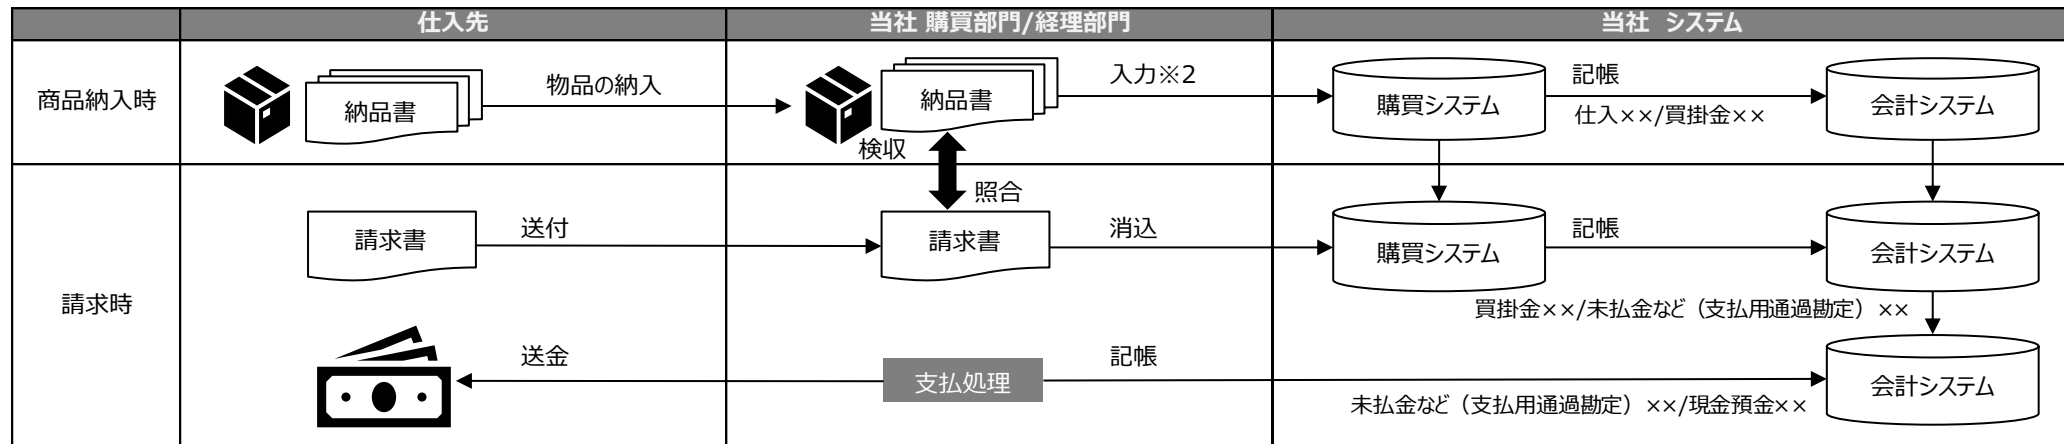 仕入先
当社 購買部門/経理部門
当社 システム
商品納入時
納品書
物品の納入
納品書
入力※2
購買システム
記帳
仕入××/買掛金××
会計システム
検収
照合
請求時
請求書
送付
請求書
消込
購買システム
記帳
会計システム
買掛金××/未払金など（支払用通過勘定）××
送金
支払処理
記帳
未払金など（支払用通過勘定）××/現金預金××
会計システム